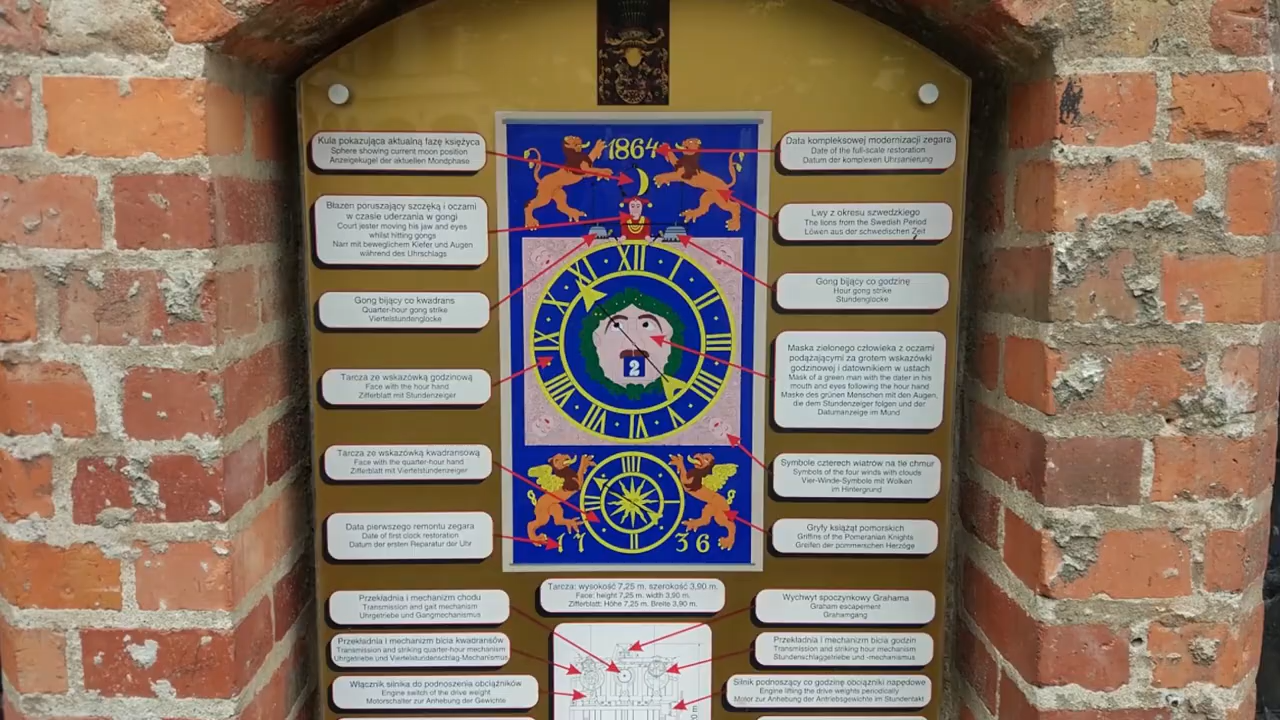 Kula pokazująca aktualną fazę księżyca
Sphere showing current moon position
Anzeigekugel der aktuellen Mondphase
Błazen poruszający szczęką i oczami
w czasie uderzania w gongi
Court jester moving his jaw and eyes
whilst hitting gongs
Narr mit beweglichem Kiefer und Augen
während des Uhrschlags
Gong bijący co kwadrans
Quarter-hour gong strike
Viertelstundenglocke
Tarcza ze wskazówką godzinową
Face with the hour hand
Zifferblatt mit Stundenzeiger
Tarcza ze wskazówką kwadransową
Face with the quarter-hour hand
Zifferblatt mit Viertelstundenzeiger
Data pierwszego remontu zegara
Date of first clock restoration
Datum der ersten Reparatur der Uhr
Przekładnia i mechanizm chodu
Transmission and gait mechanism
Uhrgetriebe und Gangmechanismus
Przekładnia i mechanizm bicia kwadransów
Transmission and striking quarter-hour mechanism
Uhrgetriebe und Viertelstundenschlag-Mechanismus
Włącznik silnika do podnoszenia obciążników
Engine switch of the drive weight
Motorschalter zur Anhebung der Gewichte
1864
XII
I
II
III
IIII
V
VI
VII
VIII
IX
X
XI
2
17
36
Tarcza: wysokość 7,25 m. szerokość 3,90 m.
Face: height 7,25 m. width 3,90 m.
Zifferblatt: Höhe 7,25 m. Breite 3,90 m.
Data kompleksowej modernizacji zegara
Date of the full-scale restoration
Datum der komplexen Uhrsanierung
Lwy z okresu szwedzkiego
The lions from the Swedish Period
Löwen aus der schwedischen Zeit
Gong bijący co godzinę
Hour gong strike
Stundenglocke
Maska zielonego człowieka z oczami
podążającymi za grotem wskazówki
godzinowej i datownikiem w ustach
Mask of a green man with the dater in his
mouth and eyes following the hour hand
Maske des grünen Menschen mit den Augen,
die dem Stundenzeiger folgen und der
Datumanzeige im Mund
Symbole czterech wiatrów na tle chmur
Symbols of the four winds with clouds
Vier-Winde-Symbole mit Wolken
im Hintergrund
Gryfy książąt pomorskich
Griffins of the Pomeranian Knights
Greifen der pommerschen Herzöge
Wychwyt spoczynkowy Grahama
Graham escapement
Grahamgang
Przekładnia i mechanizm bicia godzin
Transmission and striking hour mechanism
Stundenschlaggetriebe und -mechanismus
Silnik podnoszący co godzinę obciążniki napędowe
Engine lifting the drive weights periodically
Motor zur Anhebung der Antriebsgewichte im Stundentakt